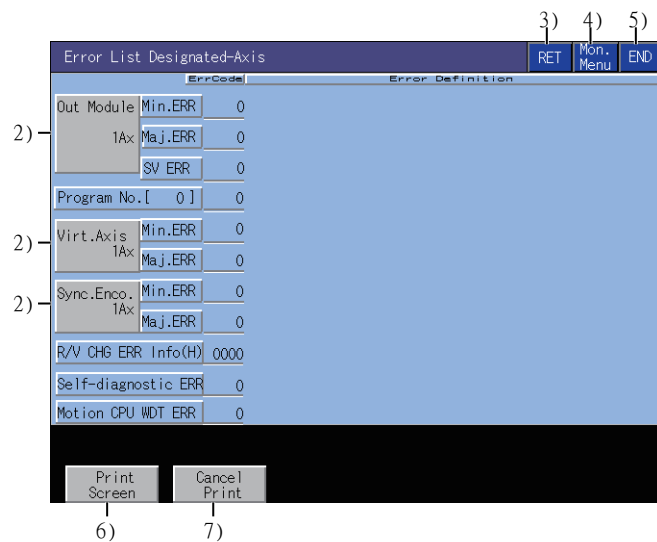 3) 4) 5)
Error List Designated-Ax RET Mon. Menu END
ErrCode Error Definition
Out Module Min.ERR 0
2) 1Ax Maj.ERR 0
SV ERR 0
Program No.[ 0] 0
Virt.Axis Min.ERR 0
2) 1Ax Maj.ERR 0
Sync.Enco. Min.ERR 0
2) 1Ax Maj.ERR 0
R/V CHG ERR Info(H) 0000
Self-diagnostic ERR 0
Motion CPU WDT ERR 0
Print Screen Cancel Print
6) 7)